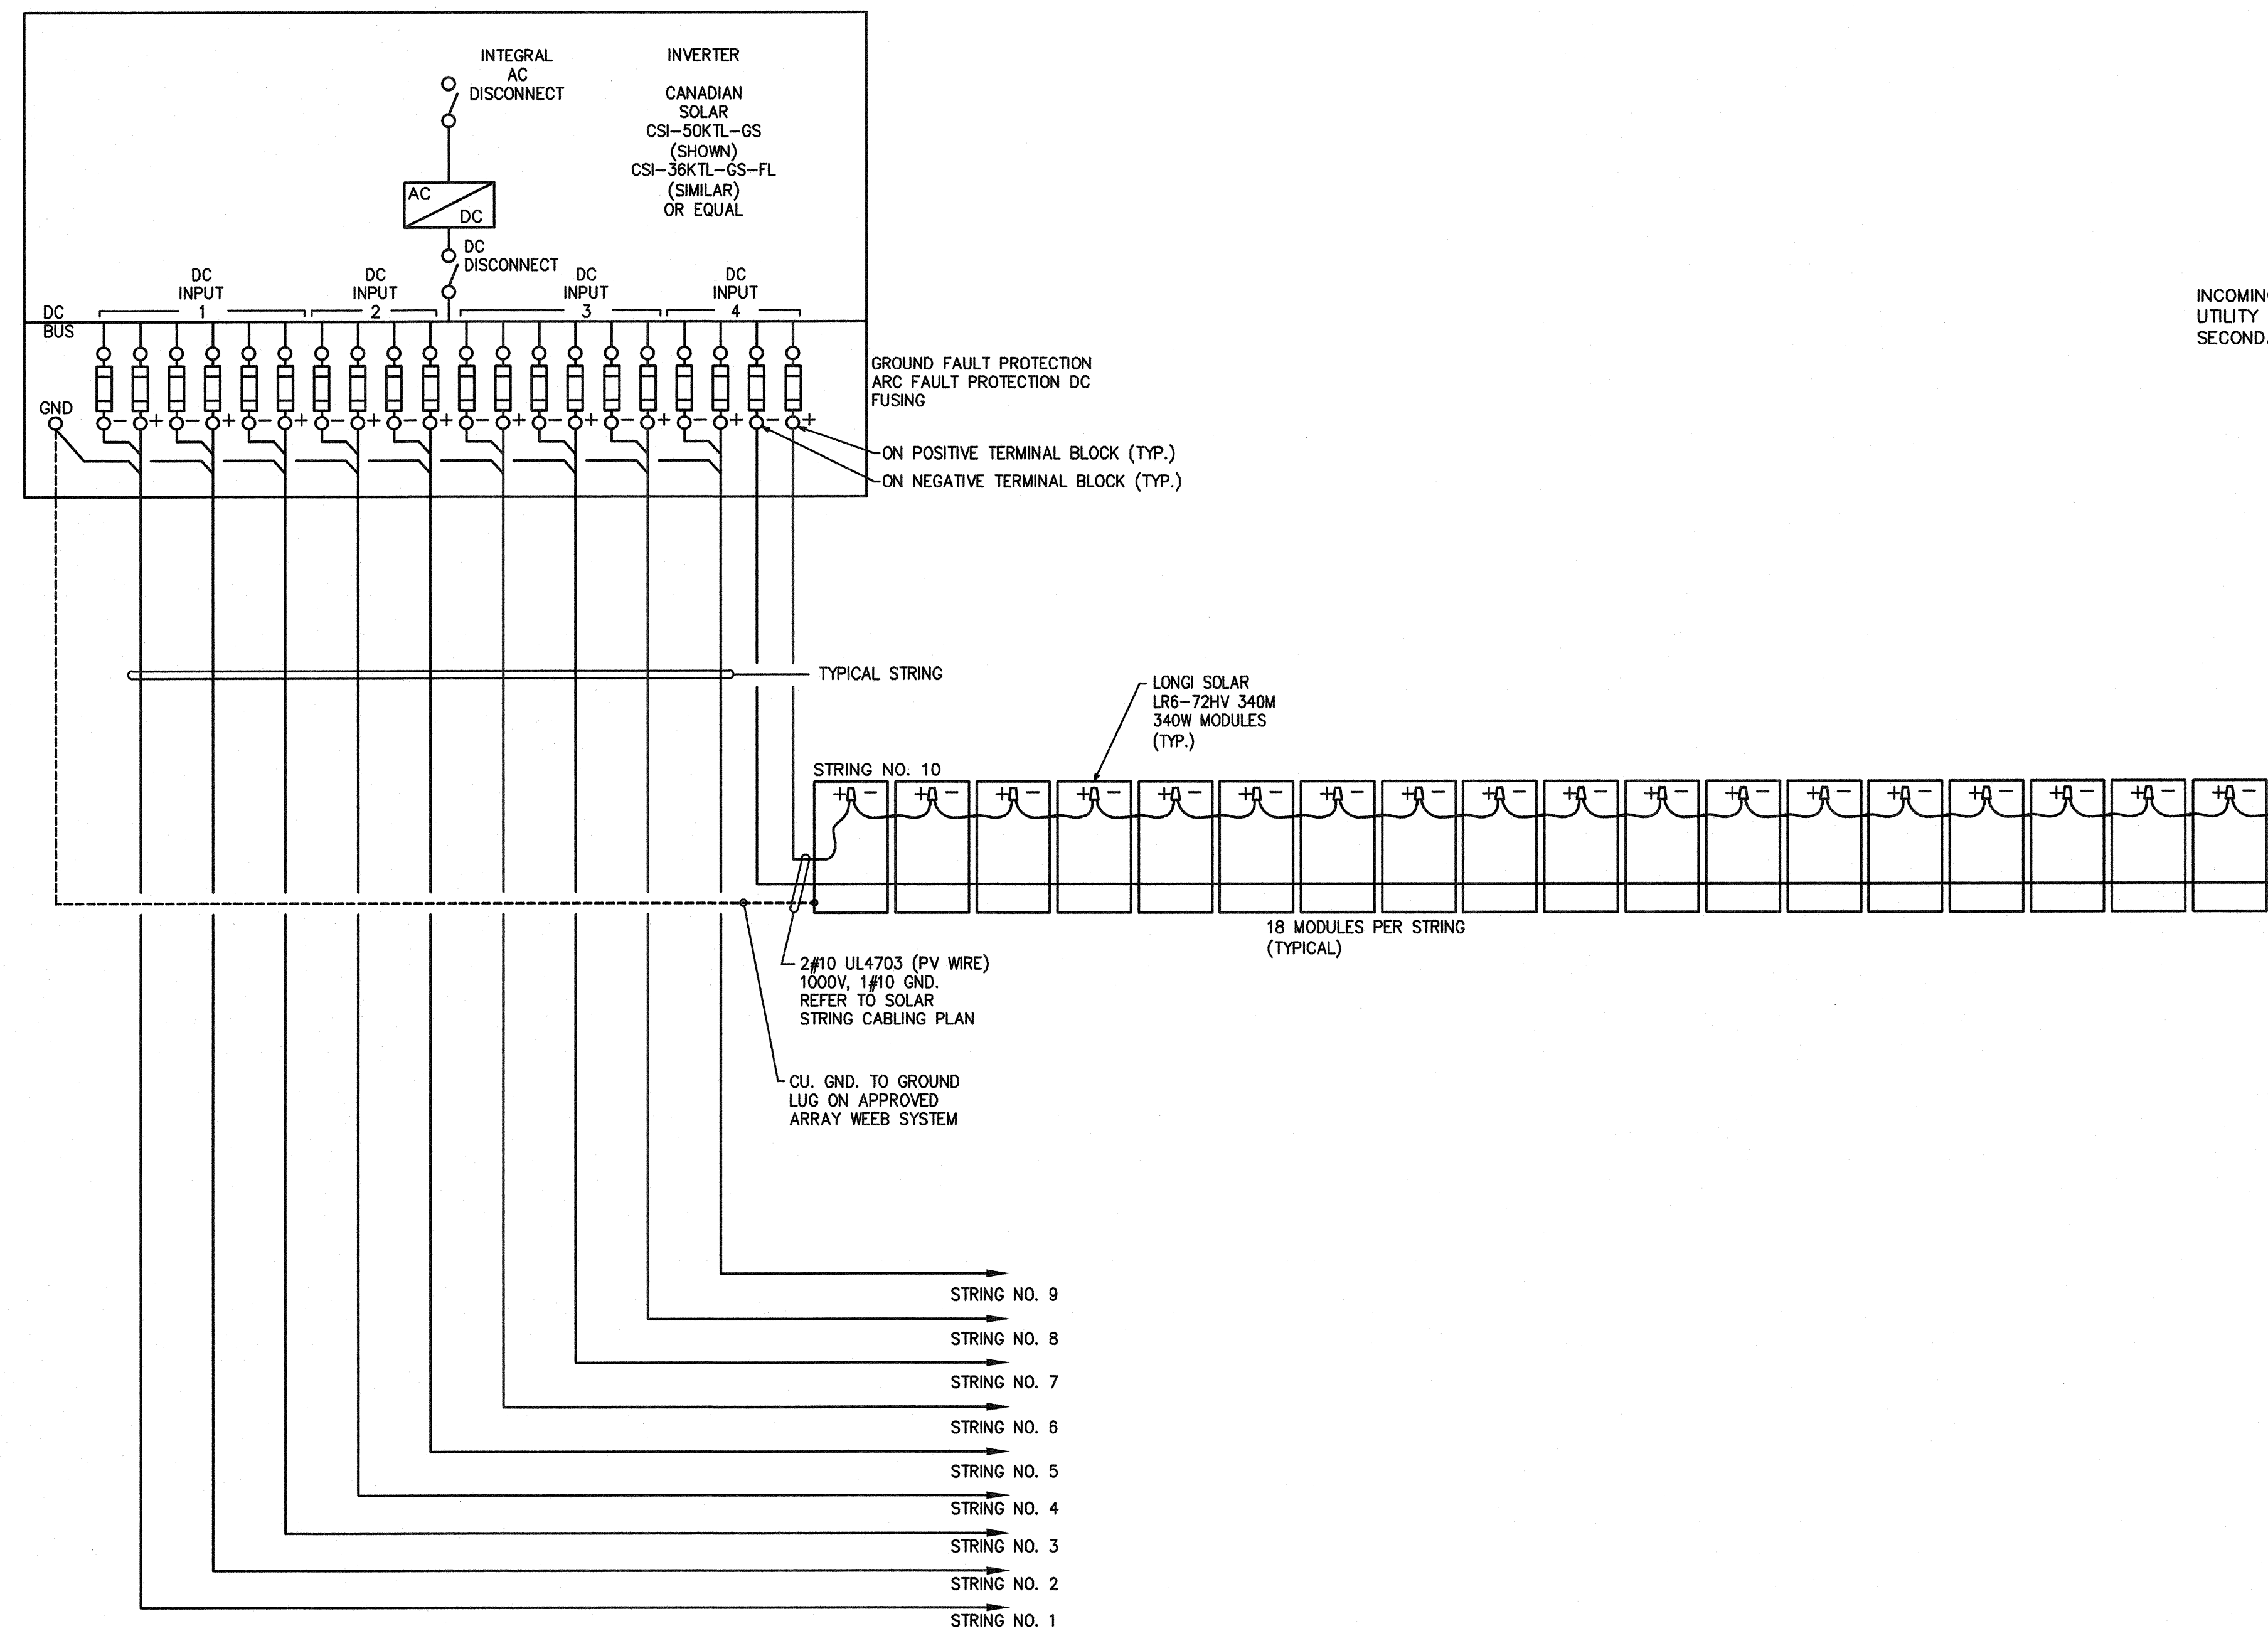 INTEGRAL
AC
DISCONNECT
INVERTER
CANADIAN
SOLAR
CSI-50KTL-GS
(SHOWN)
CSI-36KTL-GS-FL
(SIMILAR)
OR EQUAL
AC
DC
DC
DISCONNECT
DC
INPUT
1
DC
INPUT
2
DC
INPUT
3
DC
INPUT
4
DC
BUS
GND
- + - + - + - + - + - + - + - + - + - +
GROUND FAULT PROTECTION
ARC FAULT PROTECTION DC
FUSING
ON POSITIVE TERMINAL BLOCK (TYP.)
ON NEGATIVE TERMINAL BLOCK (TYP.)
INCOMING
UTILITY
SECOND
TYPICAL STRING
LONGI SOLAR
LR6-72HV 340M
340W MODULES
(TYP.)
STRING NO. 10
+ - + - + - + - + - + - + - + - + - + - + - + - + - + - + - + - + - + -
18 MODULES PER STRING
(TYPICAL)
2#10 UL4703 (PV WIRE)
1000V, 1#10 GND.
REFER TO SOLAR
STRING CABLING PLAN
CU. GND. TO GROUND
LUG ON APPROVED
ARRAY WEEB SYSTEM
STRING NO. 9
STRING NO. 8
STRING NO. 7
STRING NO. 6
STRING NO. 5
STRING NO. 4
STRING NO. 3
STRING NO. 2
STRING NO. 1